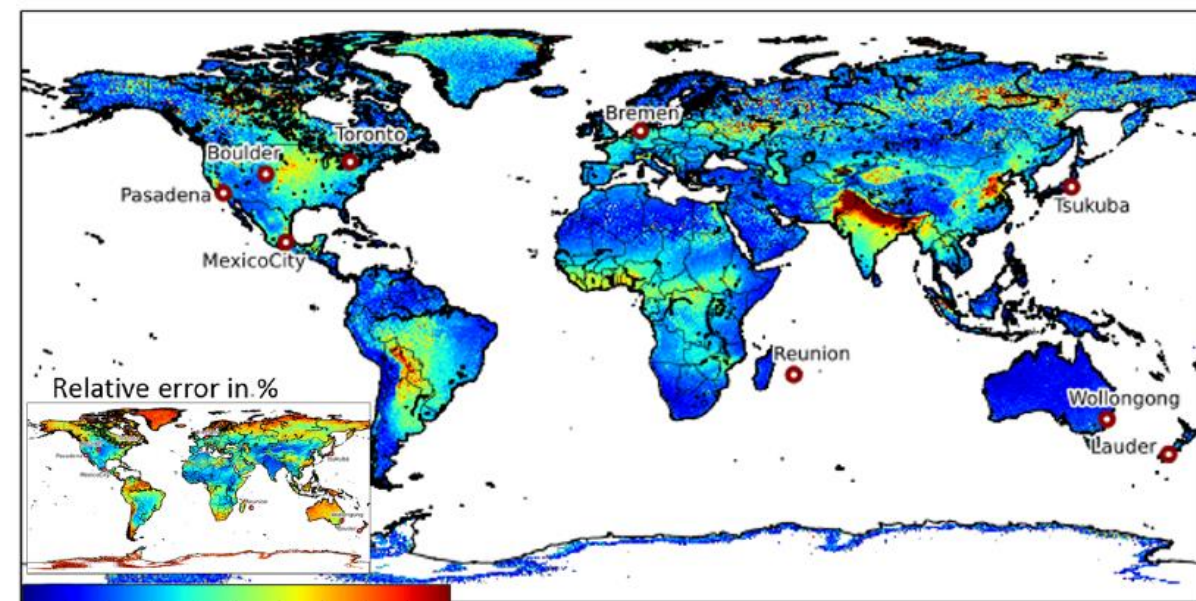 Bremen
Toronto
Boulder
Pasadena
Tsukuba
MexicoCity
Reunion
Relative error in %
Wollongong
Lauder